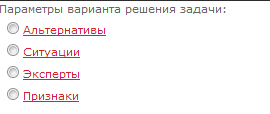 Параметры варианта решения задачи:
Альтернативы
Ситуации
Эксперты
Признаки